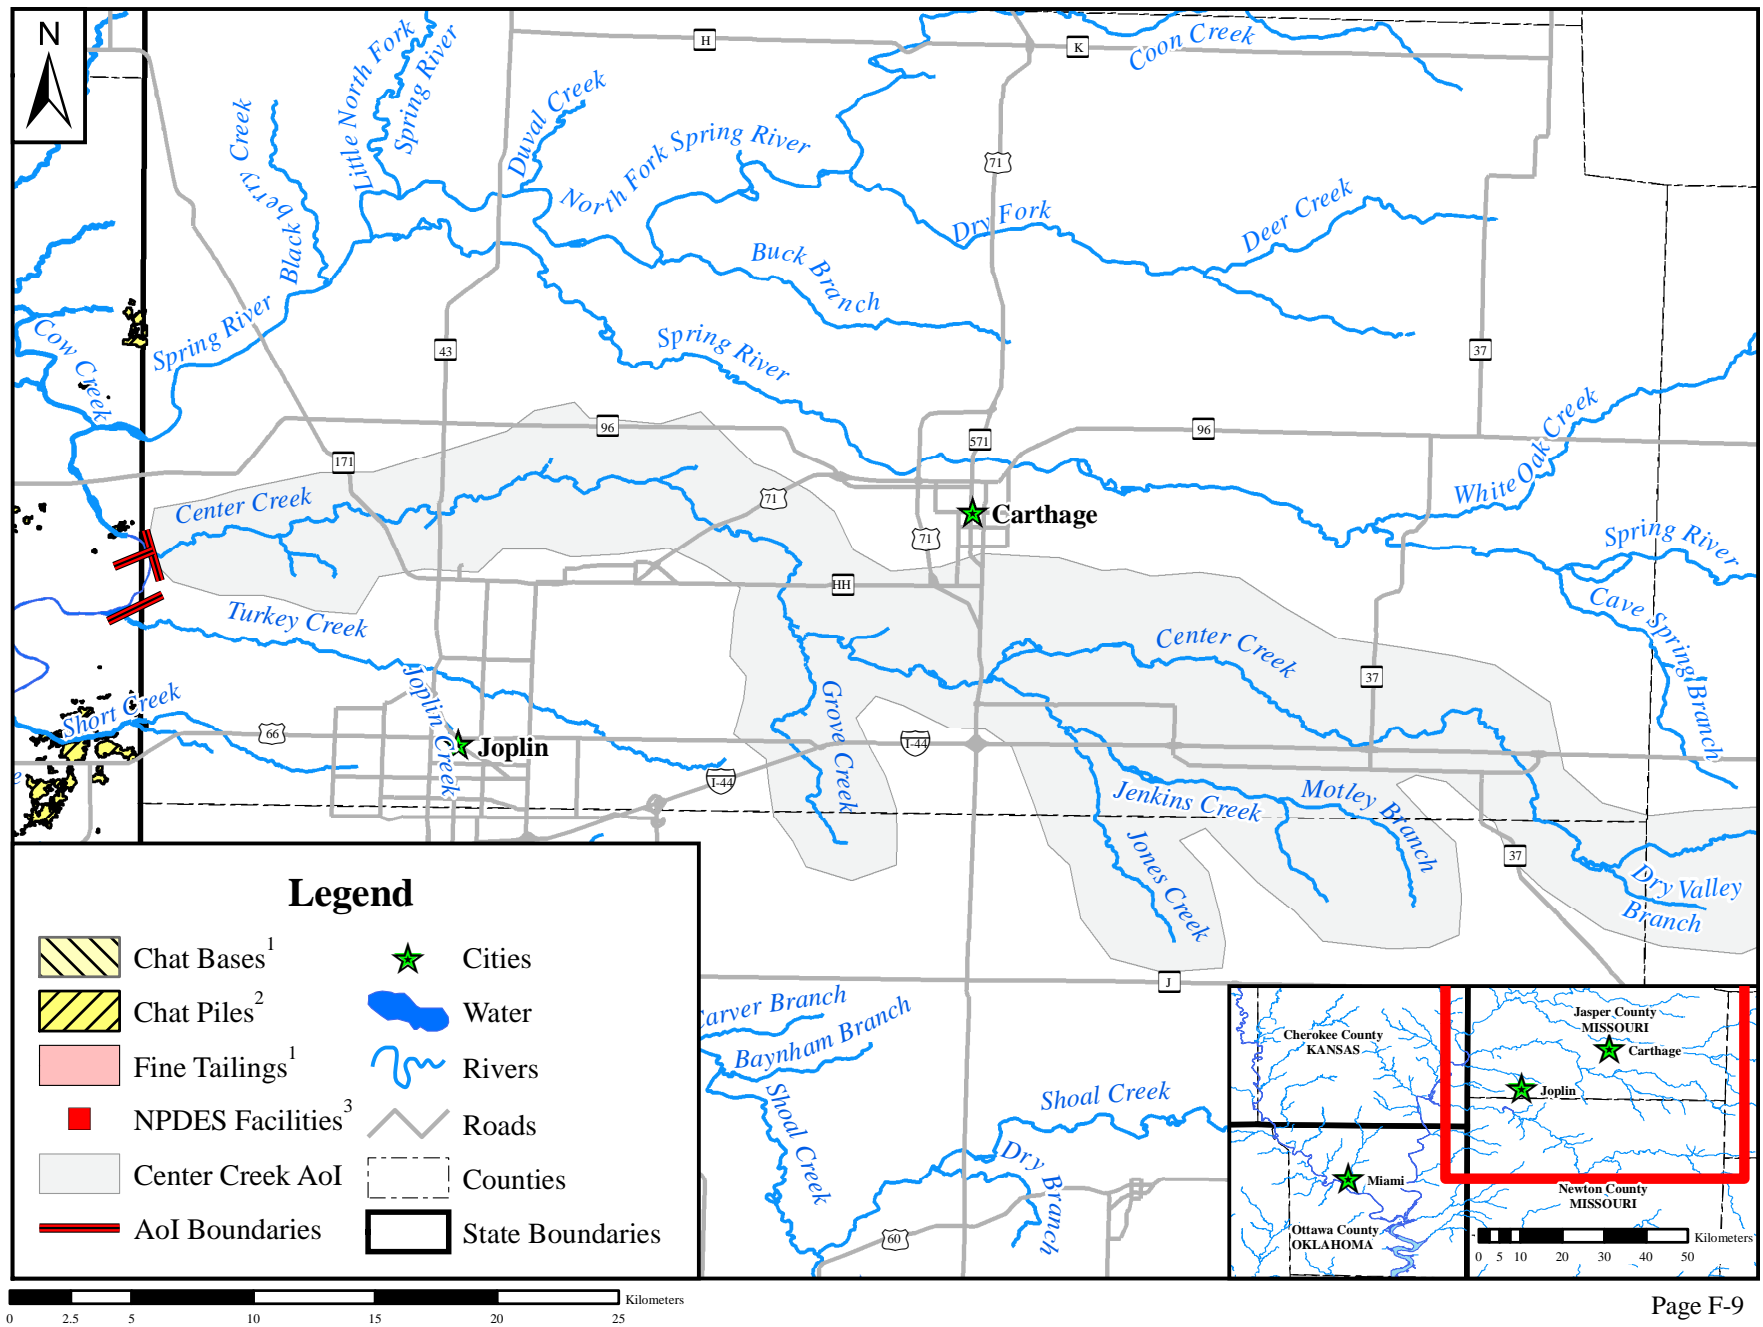 N
H
K
Coon Creek
Little North Fork
Spring River
Duval Creek
Blackberry Creek
North Fork Spring River
71
Dry Fork
Deer Creek
Buck Branch
Spring River
Cow Creek
Spring River
43
37
96
571
96
White Oak Creek
171
Center Creek
71
Carthage
71
Spring River
HH
Cave Spring Branch
Turkey Creek
Center Creek
37
Short Creek
Joplin Creek
Grove Creek
66
Joplin
I-44
I-44
e
Jenkins Creek
Motley Branch
Jones Creek
37
Dry Valley
Branch
J
Carver Branch
Baynham Branch
Shoal Creek
Shoal Creek
Dry Branch
60
Legend
Chat Bases1
Chat Piles2
Fine Tailings1
NPDES Facilities3
Center Creek AoI
AoI Boundaries
Cities
Water
Rivers
Roads
Counties
State Boundaries
Cherokee County
KANSAS
Jasper County
MISSOURI
Carthage
Joplin
Miami
Newton County
MISSOURI
Ottawa County
OKLAHOMA
Kilometers
0 5 10 20 30 40 50
Kilometers
0 2.5 5 10 15 20 25
Page F-9